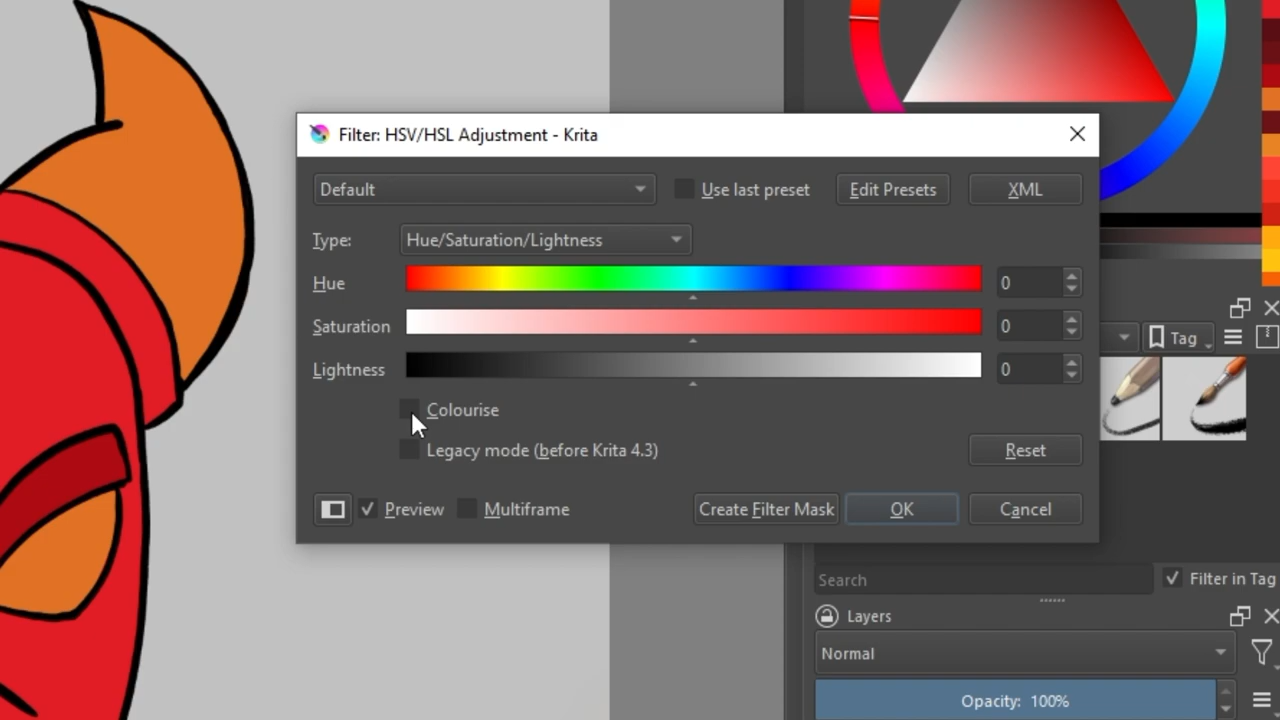 Filter: HSV/HSL Adjustment - Krita
Default
Use last preset
Edit Presets
XML
Type:
Hue/Saturation/Lightness
Hue
0
Saturation
0
Lightness
0
Colourise
Legacy mode (before Krita 4.3)
Reset
Preview
Multiframe
Create Filter Mask
OK
Cancel
Tag
Search
Filter in Tag
Layers
Normal
Opacity: 100%